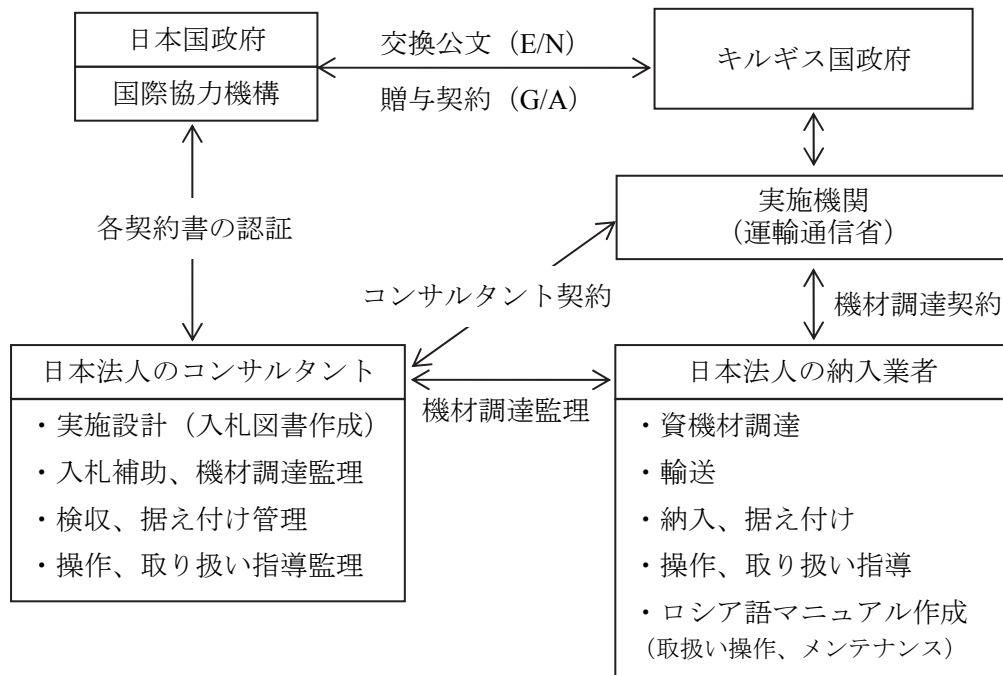 日本国政府
国際協力機構
交換公文（E/N）
贈与契約（G/A）
キルギス国政府
実施機関
（運輸通信省）
各契約書の認証
コンサルタント契約
機材調達契約
日本法人のコンサルタント
・実施設計（入札図書作成）
・入札補助、機材調達監理
・検収、据え付け管理
・操作、取り扱い指導監理
機材調達監理
日本法人の納入業者
・資機材調達
・輸送
・納入、据え付け
・操作、取り扱い指導
・ロシア語マニュアル作成
（取扱い操作、メンテナンス）